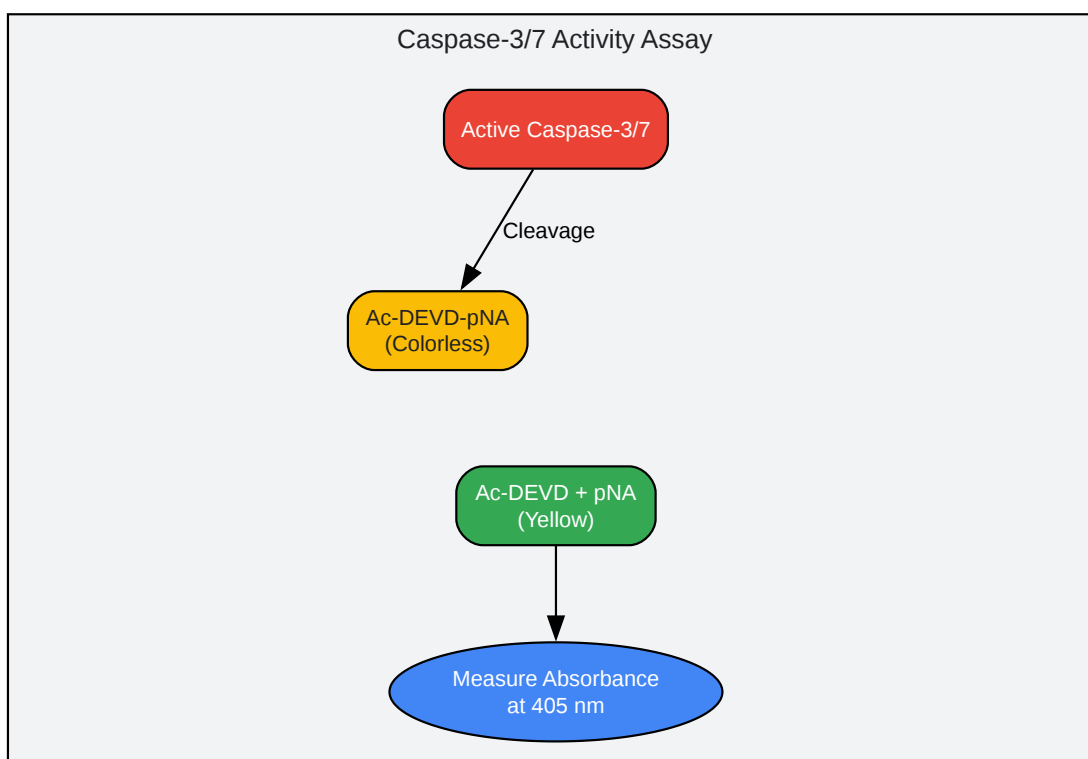 Caspase-3/7 Activity Assay
Active Caspase-3/7
Cleavage
Ac-DEVD-pNA
(Colorless)
Ac-DEVD + pNA
(Yellow)
Measure Absorbance
at 405 nm